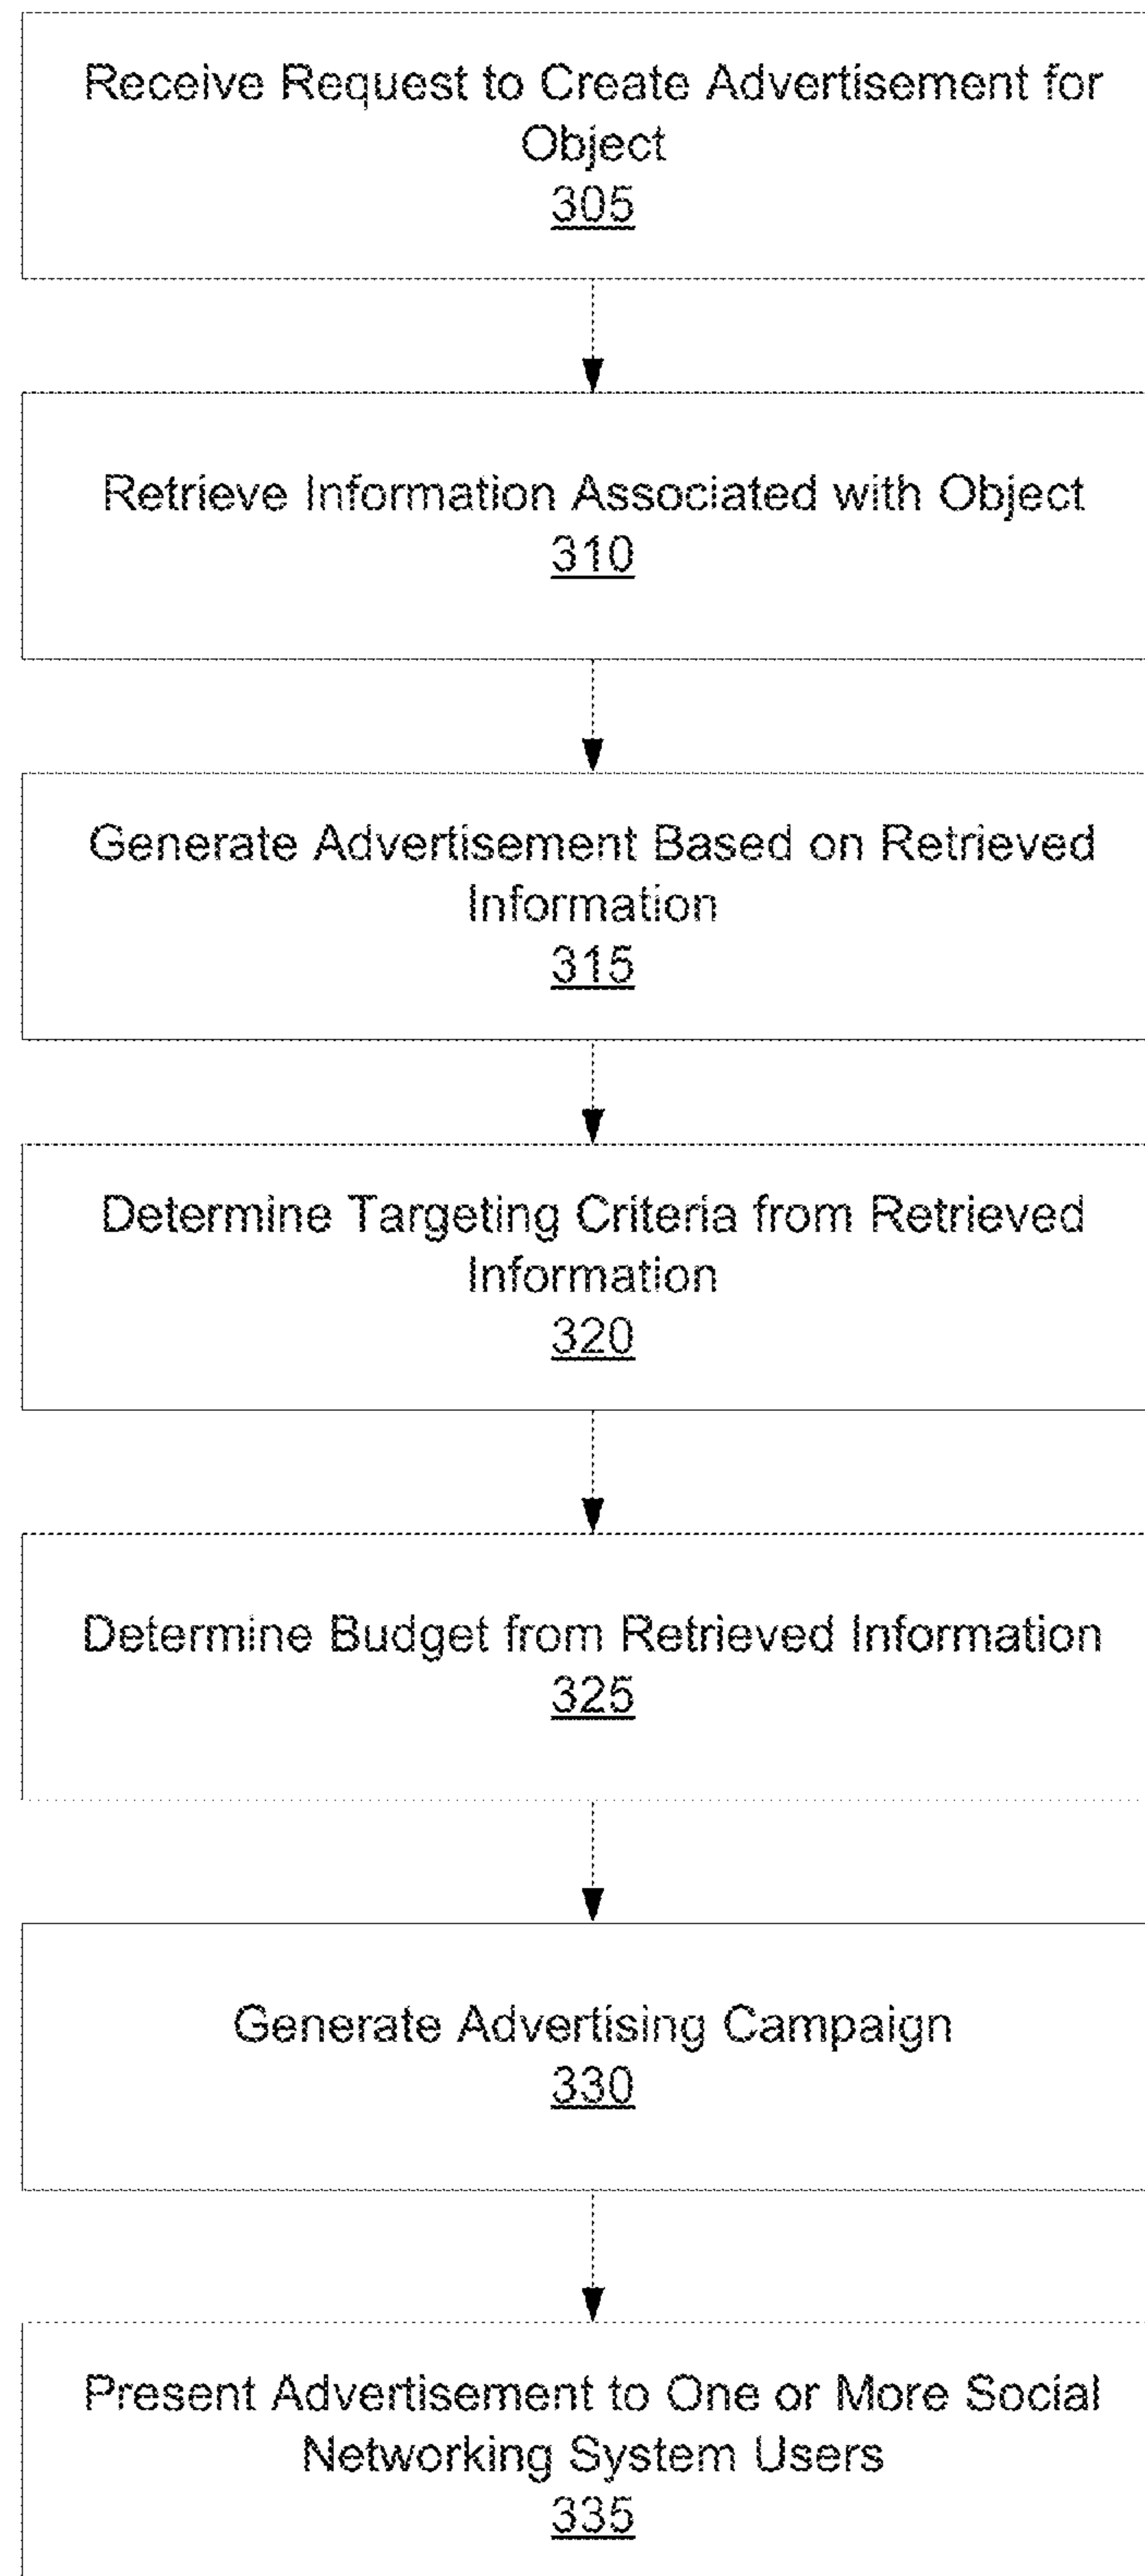 Receive Request to Create Advertisement for
Object
305
Retrieve Information Associated with Object
310
Generate Advertisement Based on Retrieved
Information
315
Determine Targeting Criteria from Retrieved
Information
320
Determine Budget from Retrieved Information
325
Generate Advertising Campaign
330
Present Advertisement to One or More Social
Networking System Users
335